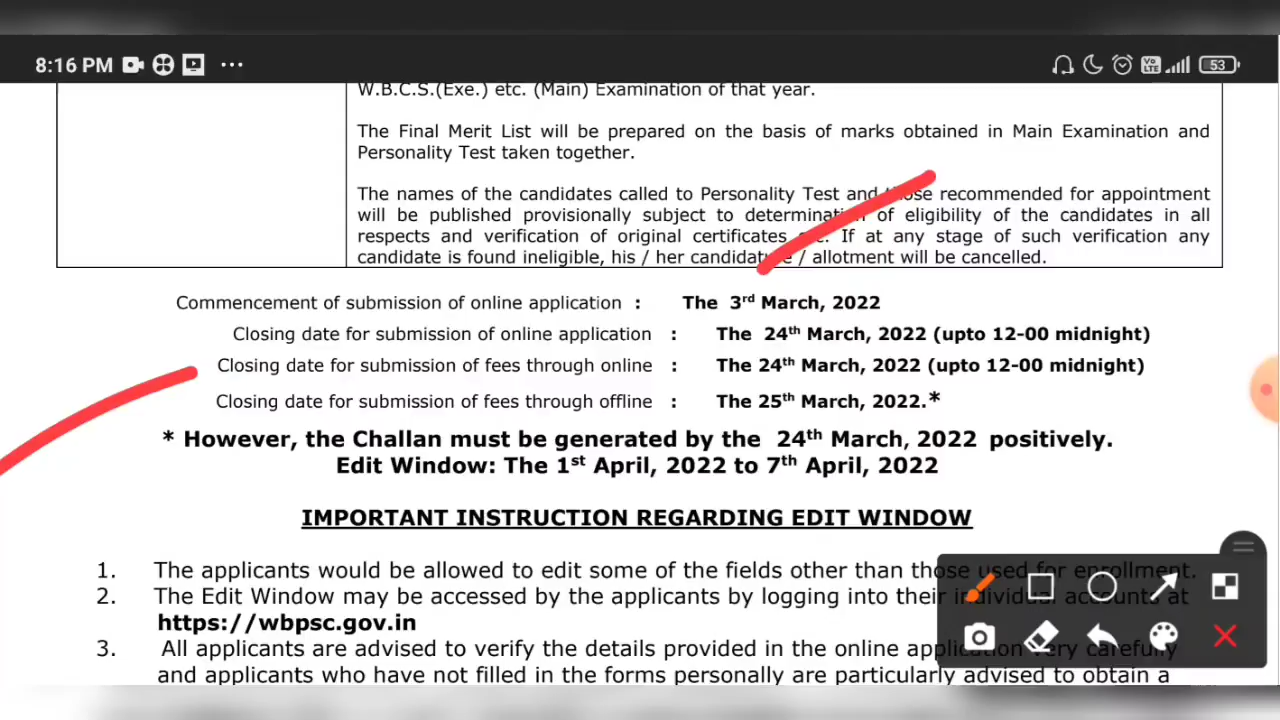 8:16 PM ... Vo LTE 53
W.B.C.S.(Exe.) etc. (Main) Examination of that year.
The Final Merit List will be prepared on the basis of marks obtained in Main Examination and
Personality Test taken together.
The names of the candidates called to Personality Test and those recommended for appointment
will be published provisionally subject to determination of eligibility of the candidates in all
respects and verification of original certificates etc. If at any stage of such verification any
candidate is found ineligible, his / her candidature / allotment will be cancelled.
Commencement of submission of online application : The 3rd March, 2022
Closing date for submission of online application : The 24th March, 2022 (upto 12-00 midnight)
Closing date for submission of fees through online : The 24th March, 2022 (upto 12-00 midnight)
Closing date for submission of fees through offline : The 25th March, 2022.*
* However, the Challan must be generated by the 24th March, 2022 positively.
Edit Window: The 1st April, 2022 to 7th April, 2022
IMPORTANT INSTRUCTION REGARDING EDIT WINDOW
1. The applicants would be allowed to edit some of the fields other than those used for enrollment.
2. The Edit Window may be accessed by the applicants by logging into their individual accounts at
https://wbpsc.gov.in
3. All applicants are advised to verify the details provided in the online application very carefully
and applicants who have not filled in the forms personally are particularly advised to obtain a